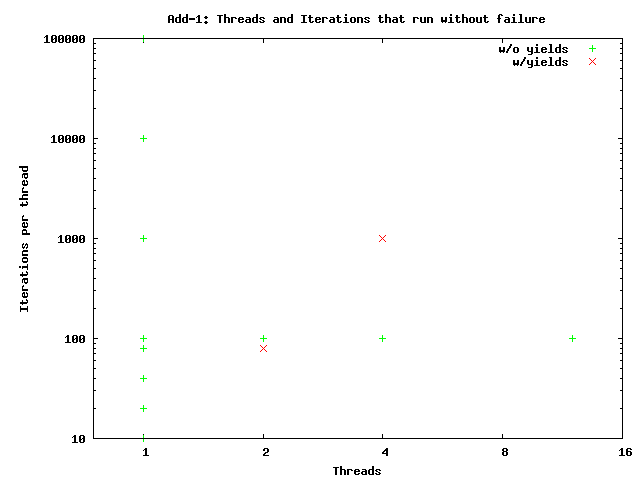 Add-1: Threads and Iterations that run without failure
100000
w/o yields
w/yields
10000
1000
100
10
Iterations per thread
1 2 4 8 16
Threads